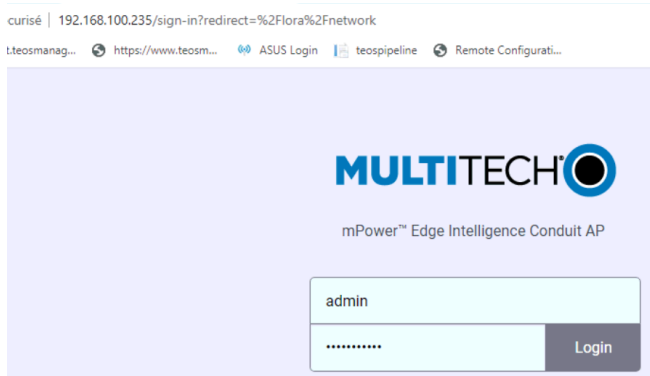 curisé | 192.168.100.235/sign-in?redirect=%2Flora%2Fnetwork
t.teosmanag... https://www.teosm... ASUS Login teospipeline Remote Configurati...
MULTITECH®
mPower™ Edge Intelligence Conduit AP
admin
•••••••••••
Login